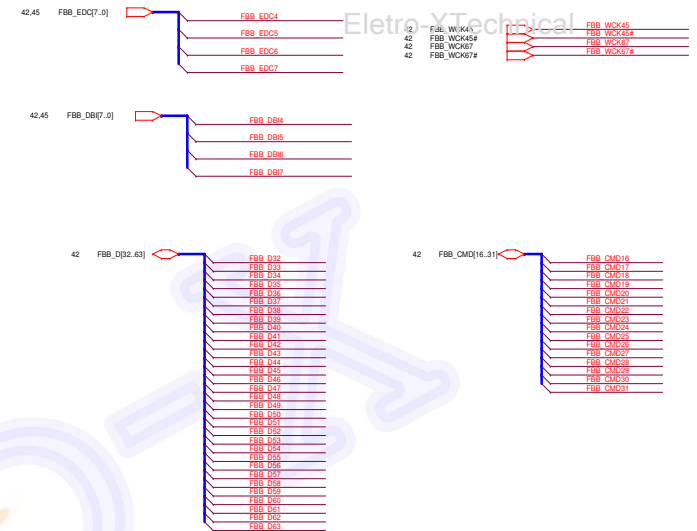 Eletro-XTechnical
42,45 FBB_EDC[7..0]
FBB_EDC4
FBB_EDC5
FBB_EDC6
FBB_EDC7
42 FBB_WCK45 FBB_WCK45
42 FBB_WCK45# FBB_WCK45#
42 FBB_WCK67 FBB_WCK67
42 FBB_WCK67# FBB_WCK67#
42,45 FBB_DBI[7..0]
FBB_DBI4
FBB_DBI5
FBB_DBI6
FBB_DBI7
42 FBB_D[32..63]
FBB_D32
FBB_D33
FBB_D34
FBB_D35
FBB_D36
FBB_D37
FBB_D38
FBB_D39
FBB_D40
FBB_D41
FBB_D42
FBB_D43
FBB_D44
FBB_D45
FBB_D46
FBB_D47
FBB_D48
FBB_D49
FBB_D50
FBB_D51
FBB_D52
FBB_D53
FBB_D54
FBB_D55
FBB_D56
FBB_D57
FBB_D58
FBB_D59
FBB_D60
FBB_D61
FBB_D62
FBB_D63
42 FBB_CMD[16..31]
FBB_CMD16
FBB_CMD17
FBB_CMD18
FBB_CMD19
FBB_CMD20
FBB_CMD21
FBB_CMD22
FBB_CMD23
FBB_CMD24
FBB_CMD25
FBB_CMD26
FBB_CMD27
FBB_CMD28
FBB_CMD29
FBB_CMD30
FBB_CMD31